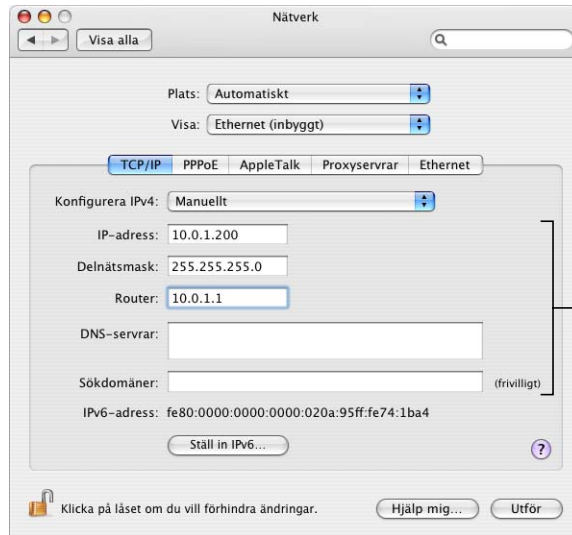 Nätverk
Visa alla
Plats: Automatiskt
Visa: Ethernet (inbyggt)
TCP/IP PPPoE AppleTalk Proxyservrar Ethernet
Konfigurera IPv4: Manuellt
IP-adress: 10.0.1.200
Delnätsmask: 255.255.255.0
Router: 10.0.1.1
DNS-servrar:
Sökdomäner: (frivilligt)
IPv6-adress: fe80:0000:0000:0000:020a:95ff:fe74:1ba4
Ställ in IPv6...
?
Klicka på låset om du vill förhindra ändringar. Hjälp mig... Utför